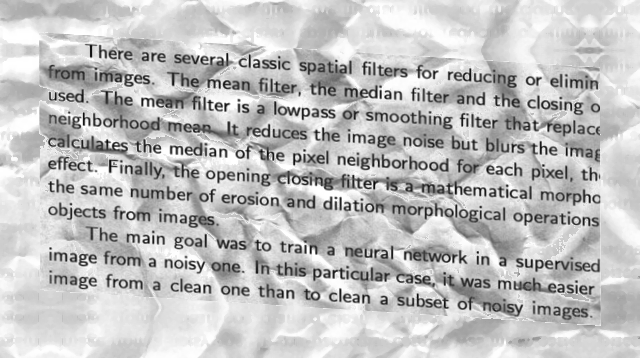 There are several classic spatial filters for reducing or elimin
from images. The mean filter, the median filter and the closing o
used. The mean filter is a lowpass or smoothing filter that replace
neighborhood mean. It reduces the image noise but blurs the imag
calculates the median of the pixel neighborhood for each pixel, the
effect. Finally, the opening closing filter is a mathematical morpho
the same number of erosion and dilation morphological operations
objects from images.
The main goal was to train a neural network in a supervised
image from a noisy one. In this particular case, it was much easier
image from a clean one than to clean a subset of noisy images.